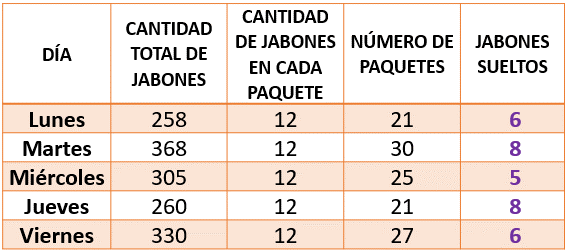 DÍA CANTIDAD TOTAL DE JABONES CANTIDAD DE JABONES EN CADA PAQUETE NÚMERO DE PAQUETES JABONES SUELTOS
Lunes 258 12 21 6
Martes 368 12 30 8
Miércoles 305 12 25 5
Jueves 260 12 21 8
Viernes 330 12 27 6